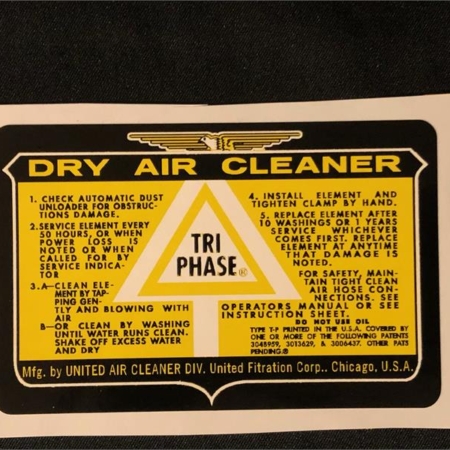 DRY AIR CLEANER
1. CHECK AUTOMATIC DUST
UNLOADER FOR OBSTRUC-
TIONS DAMAGE.
2.SERVICE ELEMENT EVERY
50 HOURS, OR WHEN
POWER LOSS IS
NOTED OR WHEN
CALLED FOR BY
SERVICE INDICA-
TOR
3.A-CLEAN ELE-
MENT BY TAP-
PING GEN-
TLY AND BLOWING WITH
AIR
B-OR CLEAN BY WASHING
UNTIL WATER RUNS CLEAN.
SHAKE OFF EXCESS WATER
AND DRY
TRI
PHASE®
4. INSTALL ELEMENT AND
TIGHTEN CLAMP BY HAND.
5. REPLACE ELEMENT AFTER
10 WASHINGS OR 1 YEARS
SERVICE WHICHEVER
COMES FIRST. REPLACE
ELEMENT AT ANYTIME
THAT DAMAGE IS
NOTED.
FOR SAFETY, MAIN-
TAIN TIGHT CLEAN
AIR HOSE CON-
NECTIONS. SEE
OPERATORS MANUAL OR SEE
INSTRUCTION SHEET.
DO NOT USE OIL
TYPE T-P PRINTED IN THE U.S.A. COVERED BY
ONE OR MORE OF THE FOLLOWING PATENTS
3048959, 3013629, & 3006437. OTHER PATS
PENDING.®
Mfg. by UNITED AIR CLEANER DIV. United Fitration Corp.. Chicago, U.S.A.